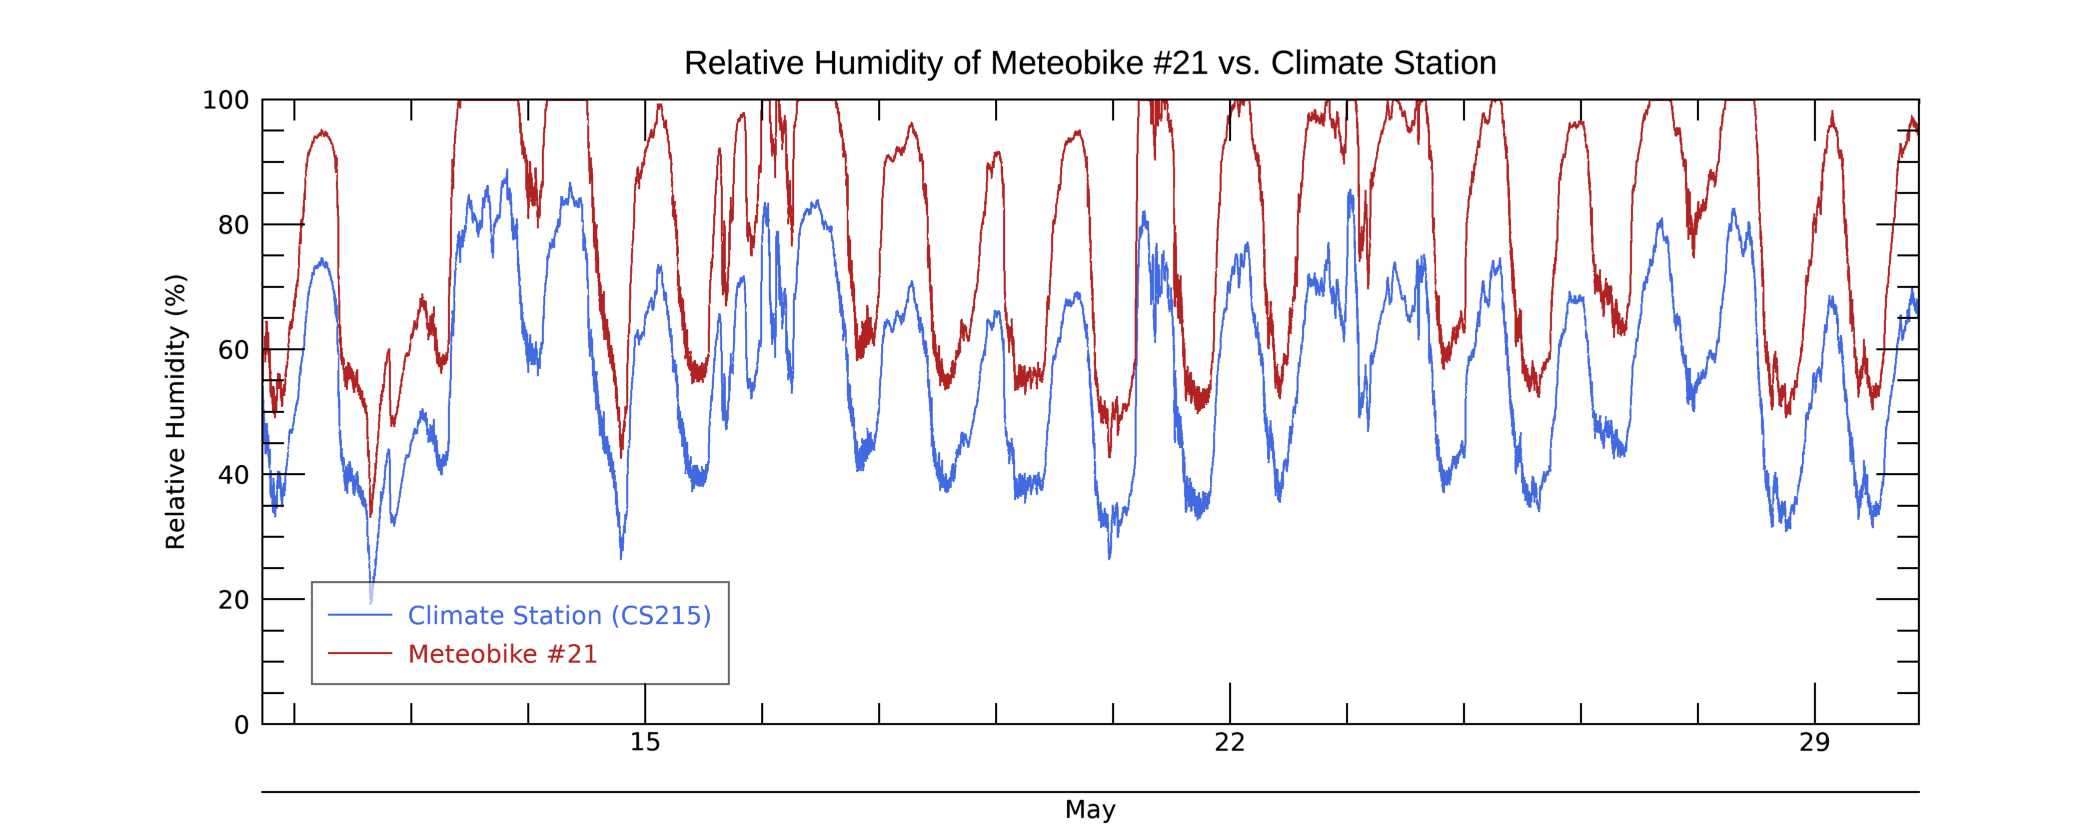 Relative Humidity of Meteobike #21 vs. Climate Station
Relative Humidity (%)
100
80
60
40
20
0
Climate Station (CS215)
Meteobike #21
15 22 29
May